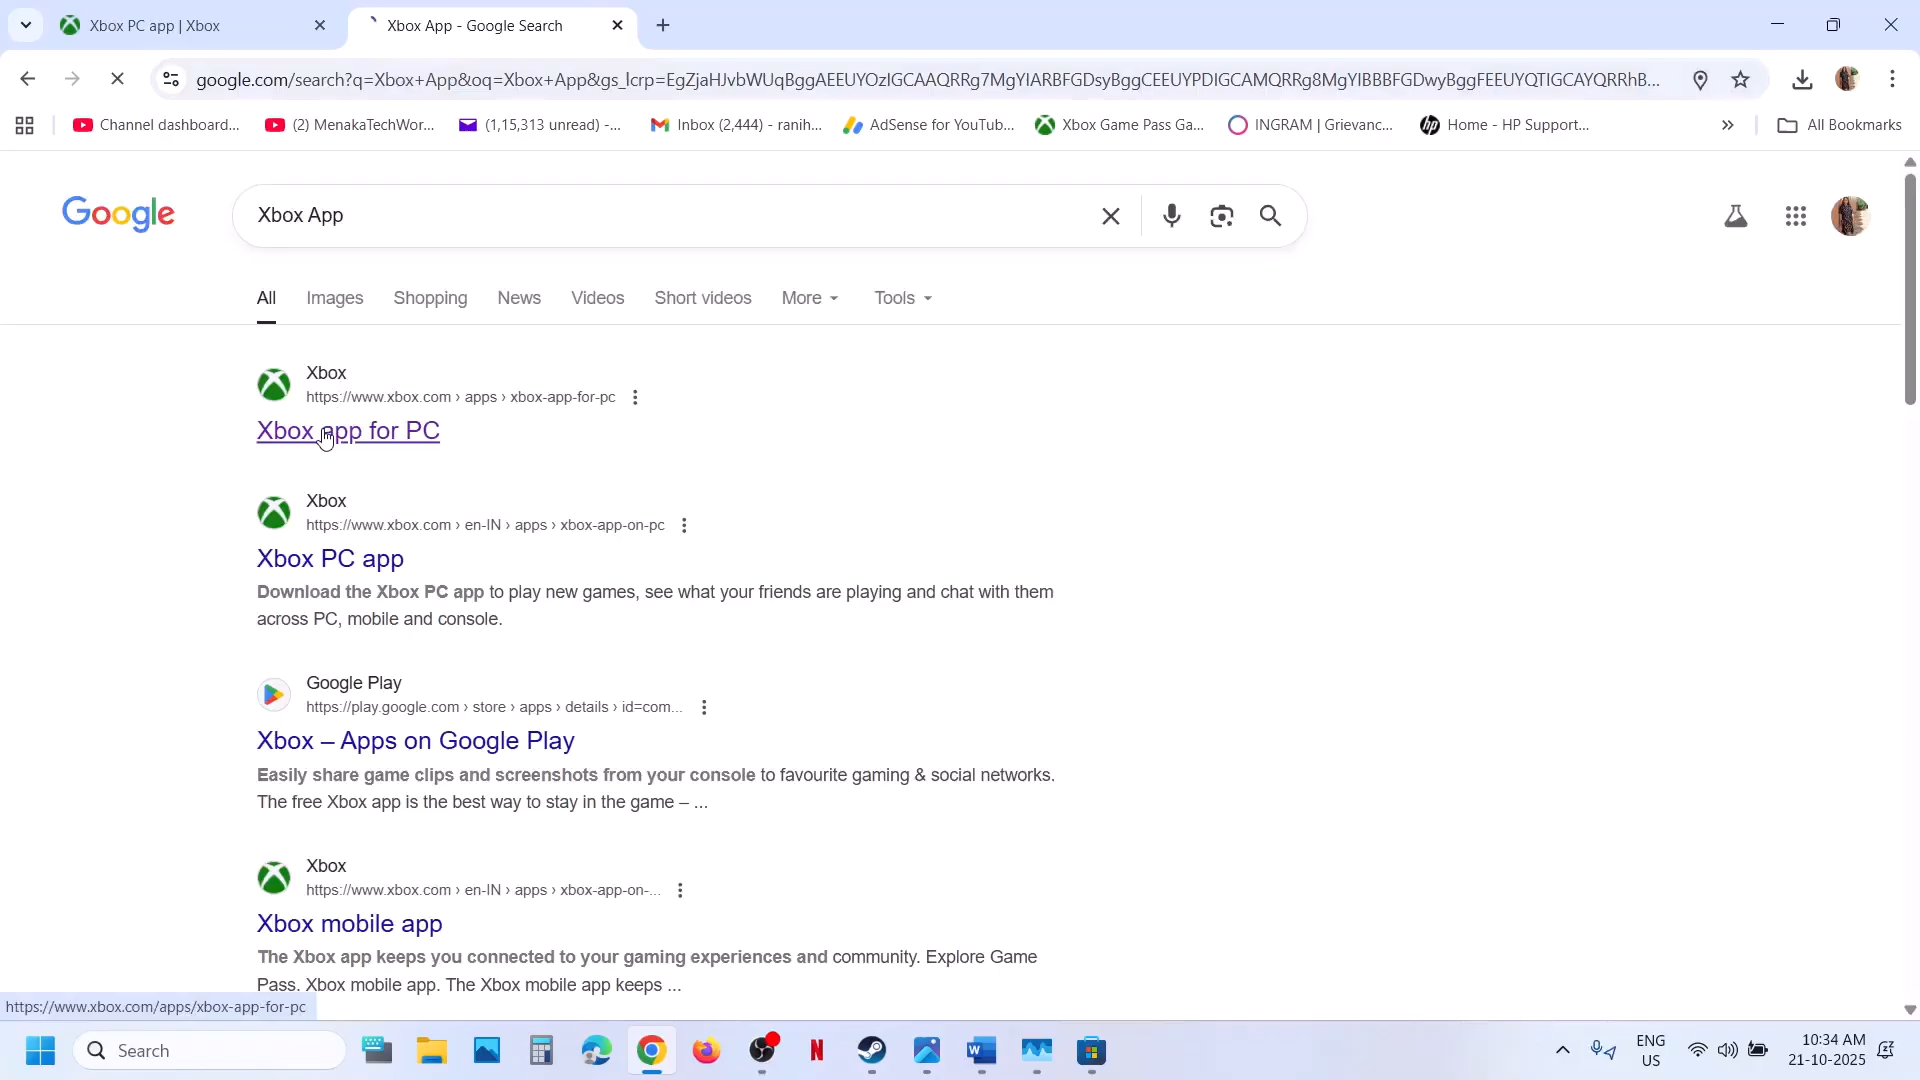 Xbox PC app | Xbox
Xbox App - Google Search
google.com/search?q=Xbox+App&oq=Xbox+App&gs_lcrp=EgZjaHJvbWUqBggAEEUYOzIGCAAQRRg7MgYIARBFGDsyBggCEEUYPDIGCAMQRRg8MgYIBBBFGDwyBggFEEUYQTIGCAYQRRhB...
Channel dashboard...
(2) MenakaTechWor...
(1,15,313 unread) -...
Inbox (2,444) - ranih...
AdSense for YouTub...
Xbox Game Pass Ga...
INGRAM | Grievanc...
Home - HP Support...
All Bookmarks
Google
Xbox App
All
Images
Shopping
News
Videos
Short videos
More
Tools
Xbox
https://www.xbox.com › apps › xbox-app-for-pc
Xbox app for PC
Xbox
https://www.xbox.com › en-IN › apps › xbox-app-on-pc
Xbox PC app
Download the Xbox PC app to play new games, see what your friends are playing and chat with them
across PC, mobile and console.
Google Play
https://play.google.com › store › apps › details › id=com...
Xbox – Apps on Google Play
Easily share game clips and screenshots from your console to favourite gaming & social networks.
The free Xbox app is the best way to stay in the game – ...
Xbox
https://www.xbox.com › en-IN › apps › xbox-app-on-...
Xbox mobile app
The Xbox app keeps you connected to your gaming experiences and community. Explore Game
Pass. Xbox mobile app. The Xbox mobile app keeps ...
https://www.xbox.com/apps/xbox-app-for-pc
Search
ENG
US
10:34 AM
21-10-2025